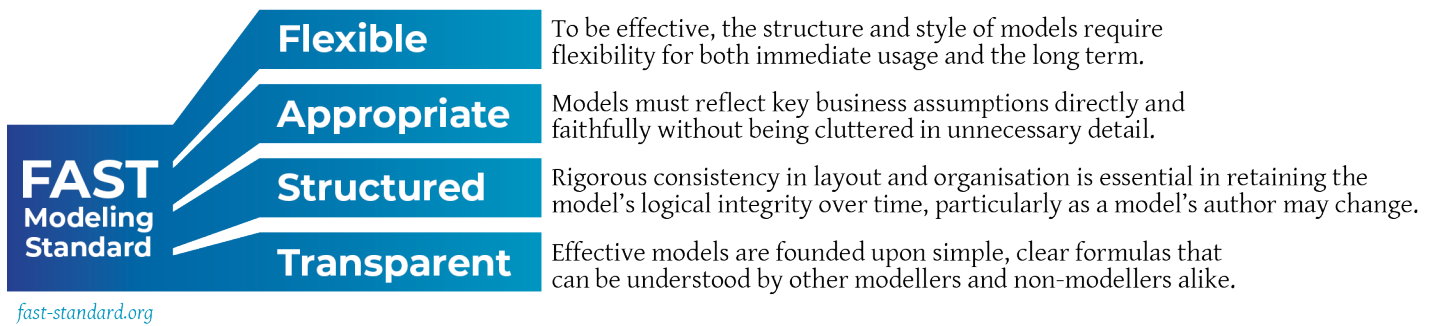 FAST
Modeling
Standard
Flexible
To be effective, the structure and style of models require
flexibility for both immediate usage and the long term.
Appropriate
Models must reflect key business assumptions directly and
faithfully without being cluttered in unnecessary detail.
Structured
Rigorous consistency in layout and organisation is essential in retaining the
model’s logical integrity over time, particularly as a model’s author may change.
Transparent
Effective models are founded upon simple, clear formulas that
can be understood by other modellers and non-modellers alike.
fast-standard.org